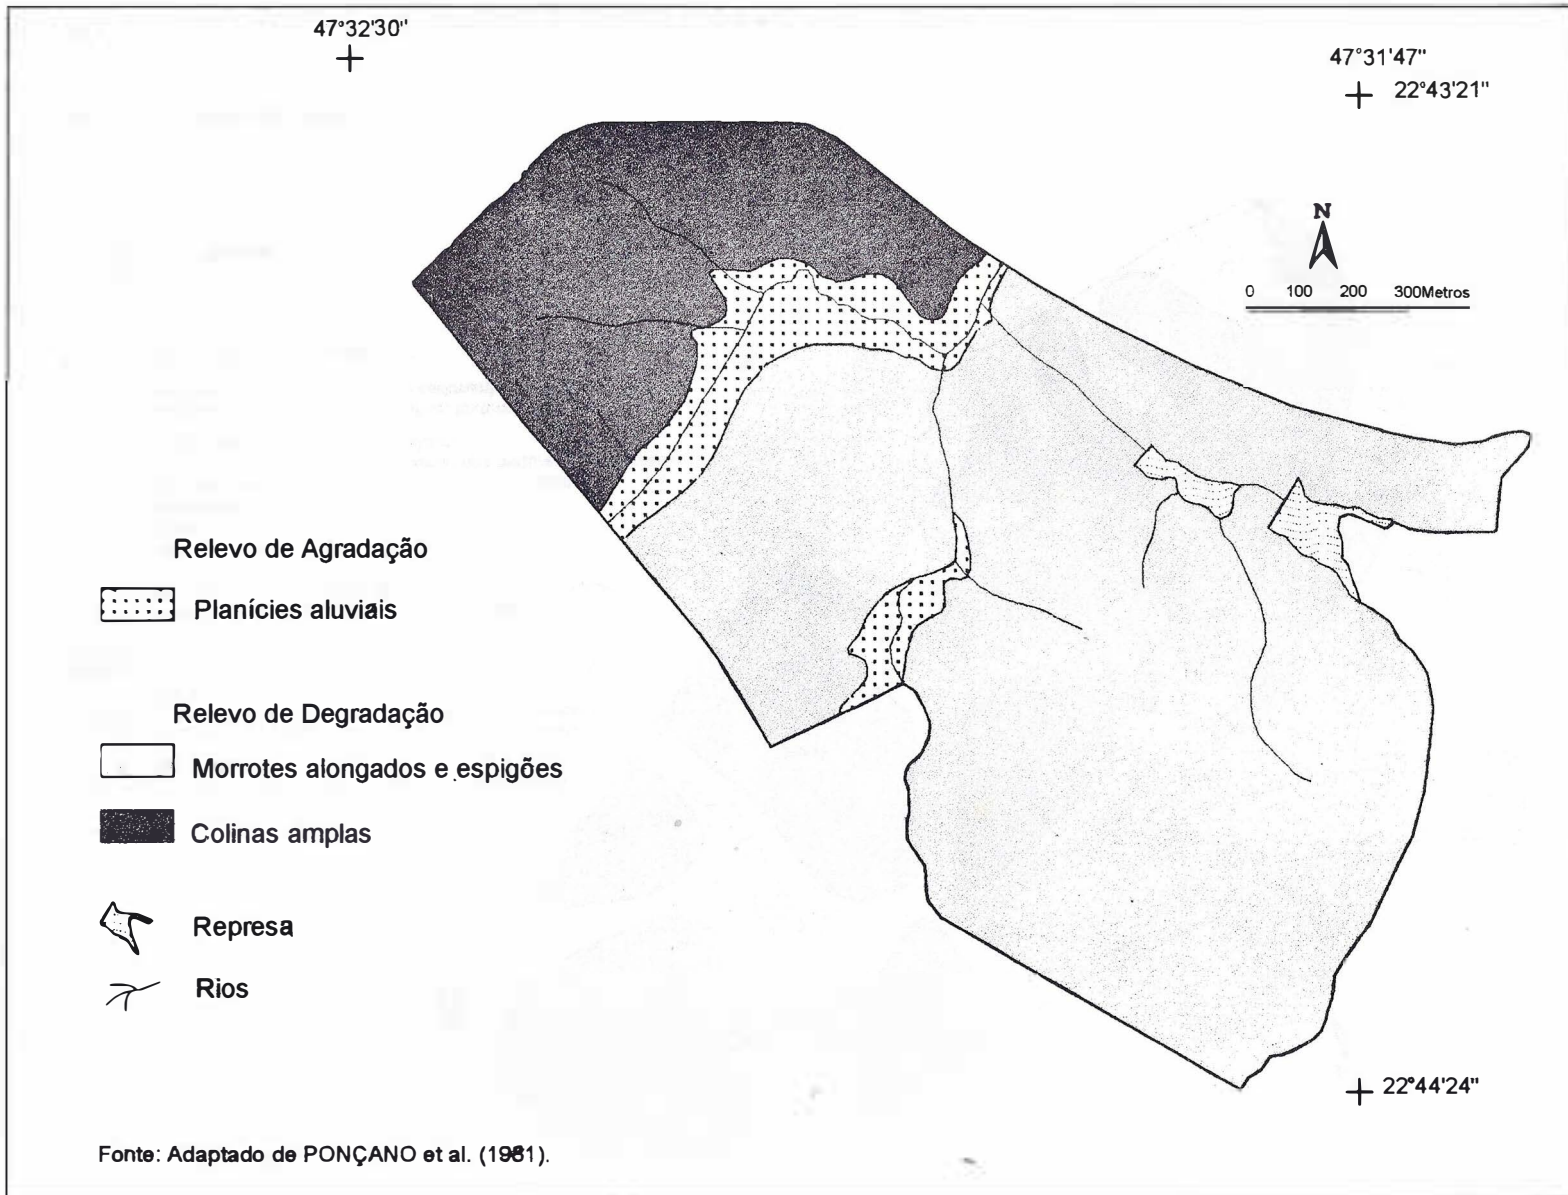 47°32'30"
47°31'47"
22°43'21"
N
0 100 200 300Metros
Relevo de Agradação
Planícies aluviais
Relevo de Degradação
Morrotes alongados e espigões
Colinas amplas
Represa
Rios
22°44'24"
Fonte: Adaptado de PONÇANO et al. (1981).